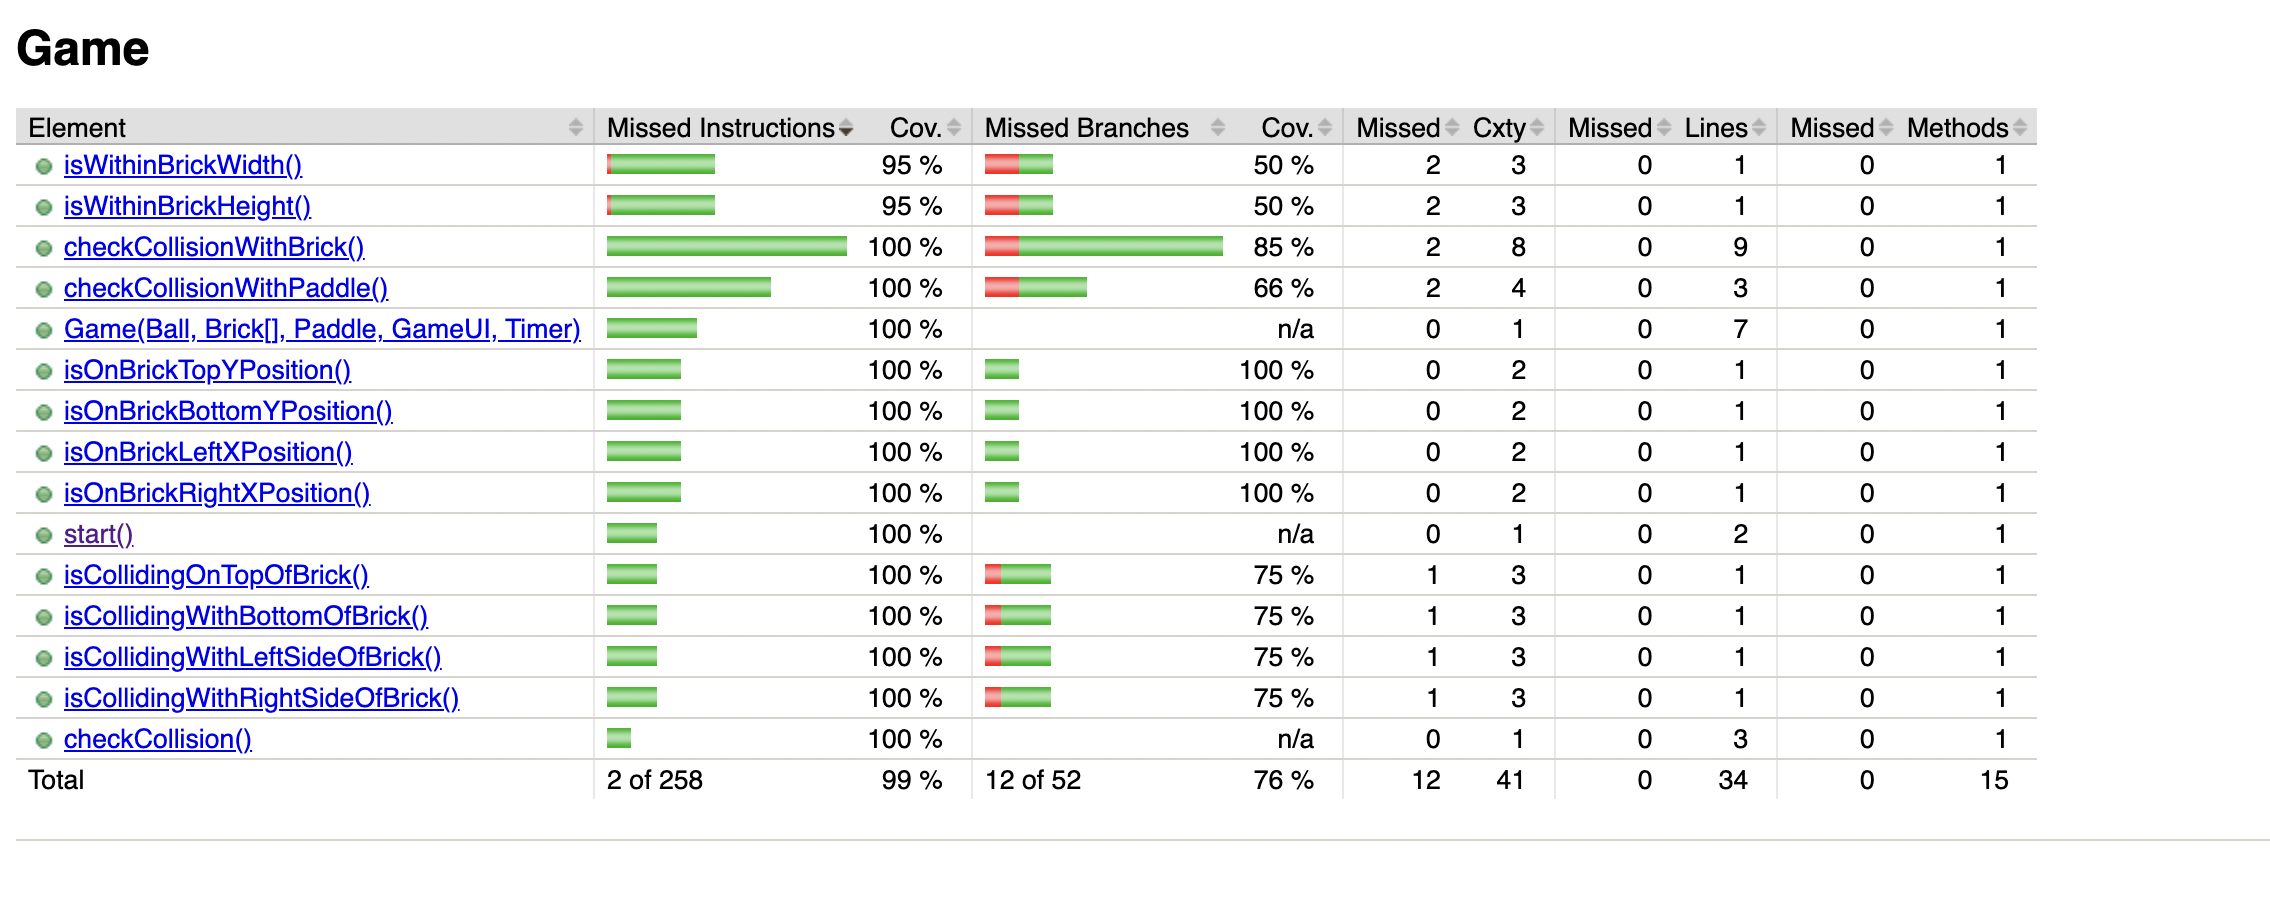 Game
Element Missed Instructions Cov. Missed Branches Cov. Missed Cxty Missed Lines Missed Methods
isWithinBrickWidth() 95 % 50 % 2 3 0 1 0 1
isWithinBrickHeight() 95 % 50 % 2 3 0 1 0 1
checkCollisionWithBrick() 100 % 85 % 2 8 0 9 0 1
checkCollisionWithPaddle() 100 % 66 % 2 4 0 3 0 1
Game(Ball, Brick[], Paddle, GameUI, Timer) 100 % n/a 0 1 0 7 0 1
isOnBrickTopYPosition() 100 % 100 % 0 2 0 1 0 1
isOnBrickBottomYPosition() 100 % 100 % 0 2 0 1 0 1
isOnBrickLeftXPosition() 100 % 100 % 0 2 0 1 0 1
isOnBrickRightXPosition() 100 % 100 % 0 2 0 1 0 1
start() 100 % n/a 0 1 0 2 0 1
isCollidingOnTopOfBrick() 100 % 75 % 1 3 0 1 0 1
isCollidingWithBottomOfBrick() 100 % 75 % 1 3 0 1 0 1
isCollidingWithLeftSideOfBrick() 100 % 75 % 1 3 0 1 0 1
isCollidingWithRightSideOfBrick() 100 % 75 % 1 3 0 1 0 1
checkCollision() 100 % n/a 0 1 0 3 0 1
Total 2 of 258 99 % 12 of 52 76 % 12 41 0 34 0 15